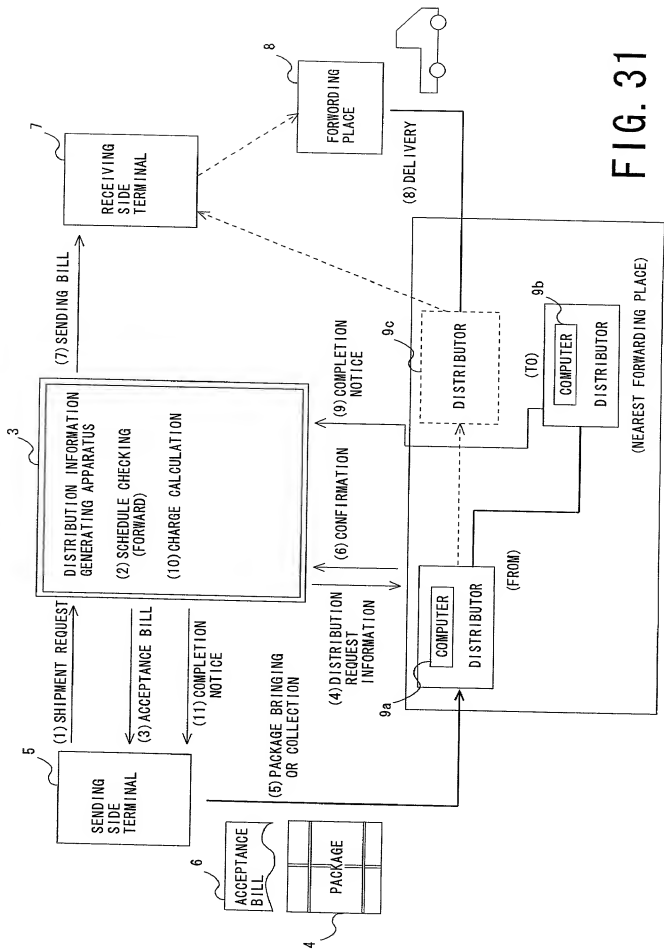 5
SENDING
SIDE
TERMINAL
(1) SHIPMENT REQUEST
(3) ACCEPTANCE BILL
(11) COMPLETION
NOTICE
3
DISTRIBUTION INFORMATION
GENERATING APPARATUS
(2) SCHEDULE CHECKING
(FORWARD)
(10) CHARGE CALCULATION
(7) SENDING BILL
7
RECEIVING
SIDE
TERMINAL
8
FORWORDING
PLACE
6
ACCEPTANCE
BILL
4
PACKAGE
(5) PACKAGE BRINGING
OR COLLECTION
(4) DISTRIBUTION
REQUEST
INFORMATION
(6) CONFIRMATION
(9) COMPLETION
NOTICE
(8) DELIVERY
9a
COMPUTER
DISTRIBUTOR
(FROM)
9c
DISTRIBUTOR
(TO)
9b
COMPUTER
DISTRIBUTOR
(NEAREST FORWARDING PLACE)
FIG. 31